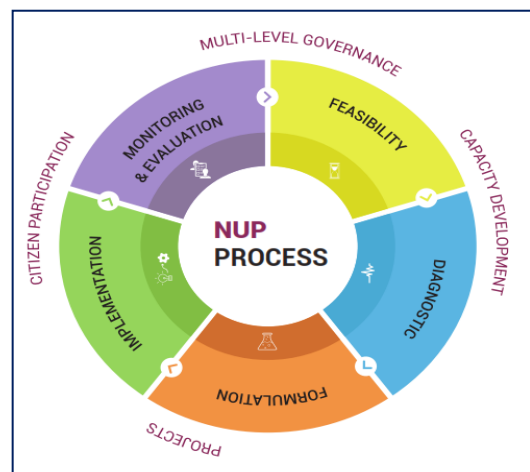 MULTI-LEVEL GOVERNANCE
FEASIBILITY
CAPACITY DEVELOPMENT
DIAGNOSTIC
FORMULATION
PROJECTS
IMPLEMENTATION
CITIZEN PARTICIPATION
MONITORING
& EVALUATION
NUP
PROCESS